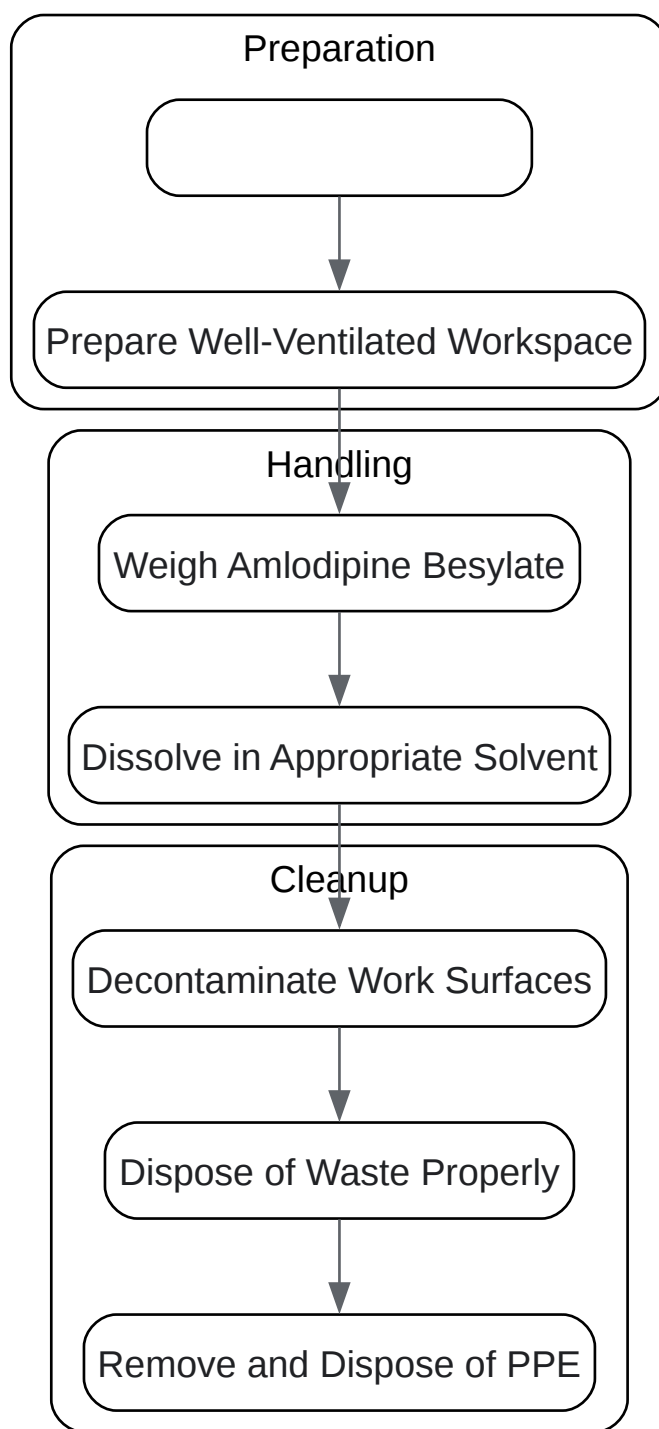 Preparation
Prepare Well-Ventilated Workspace
Handling
Weigh Amlodipine Besylate
Dissolve in Appropriate Solvent
Cleanup
Decontaminate Work Surfaces
Dispose of Waste Properly
Remove and Dispose of PPE